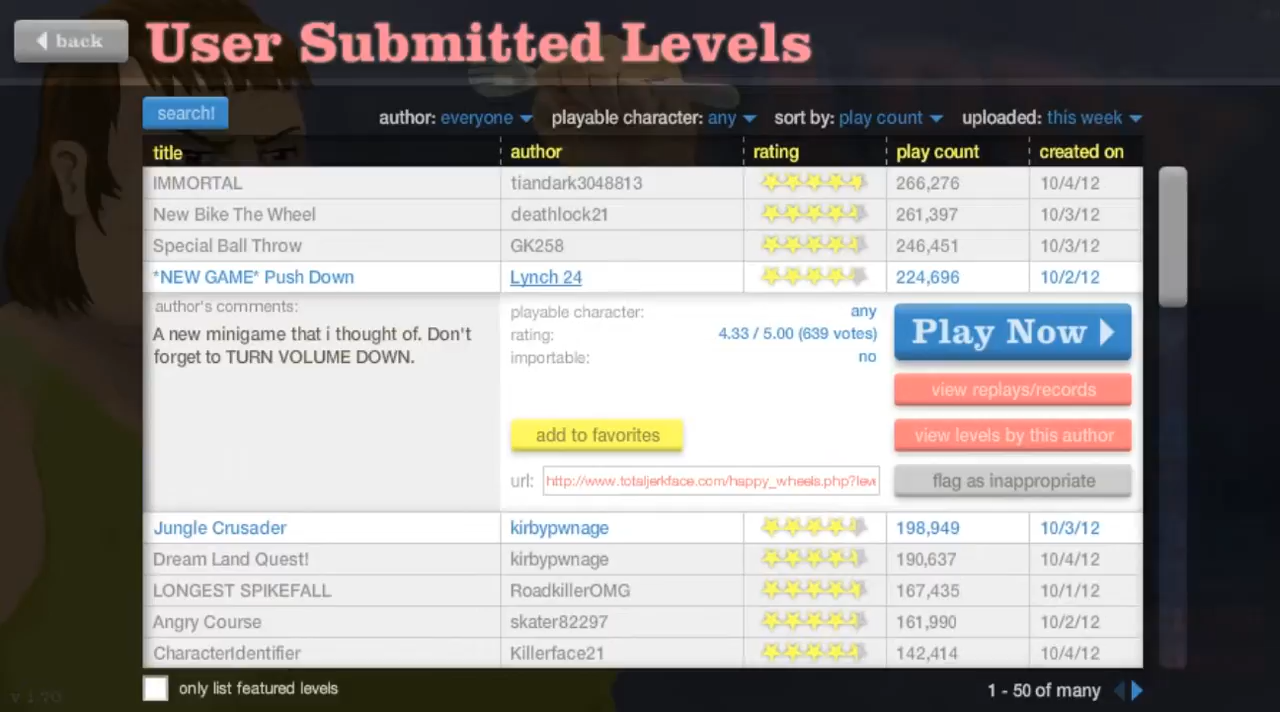 back
User Submitted Levels
search!
author: everyone
playable character: any
sort by: play count
uploaded: this week
title author rating play count created on
IMMORTAL tiandark3048813 266,276 10/4/12
New Bike The Wheel deathlock21 261,397 10/3/12
Special Ball Throw GK258 246,451 10/3/12
*NEW GAME* Push Down Lynch 24 224,696 10/2/12
author's comments:
A new minigame that i thought of. Don't
forget to TURN VOLUME DOWN.
playable character: any
rating: 4.33 / 5.00 (639 votes)
importable: no
add to favorites
url: http://www.totaljerkface.com/happy_wheels.php?leve
Play Now
view replays/records
view levels by this author
flag as inappropriate
Jungle Crusader kirbypwnage 198,949 10/3/12
Dream Land Quest! kirbypwnage 190,637 10/4/12
LONGEST SPIKEFALL RoadkillerOMG 167,435 10/1/12
Angry Course skater82297 161,990 10/2/12
CharacterIdentifier Killerface21 142,414 10/4/12
only list featured levels
1 - 50 of many
v 1.70